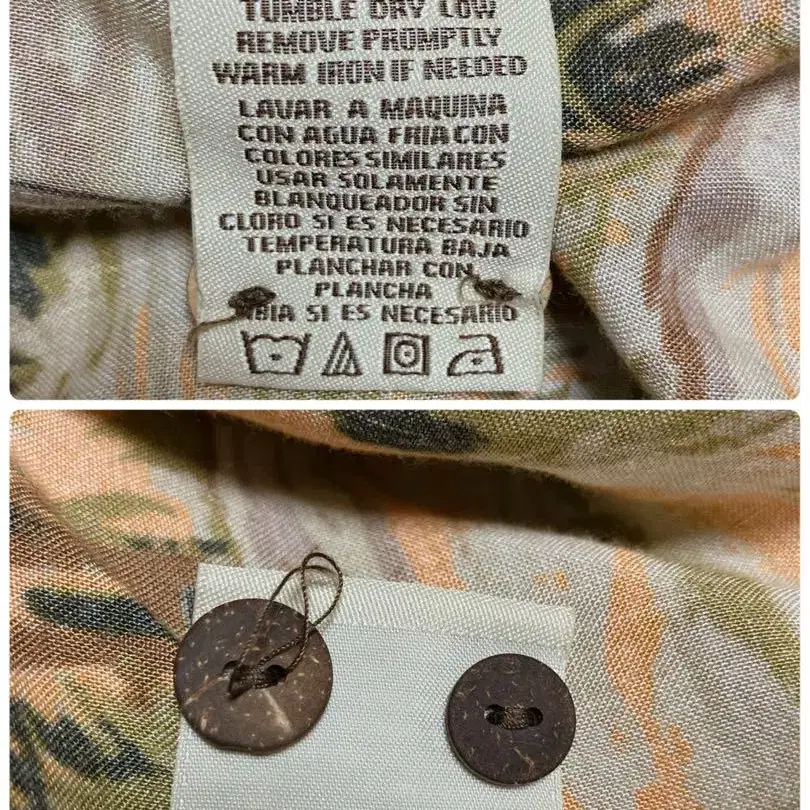 TUMBLE DRY LOW
REMOVE PROMPTLY
WARM IRON IF NEEDED
LAVAR A MAQUINA
CON AGUA FRIA CON
COLORES SIMILARES
USAR SOLAMENTE
BLANQUEADOR SIN
CLORO SI ES NECESARIO
TEMPERATURA BAJA
PLANCHAR CON
PLANCHA
SI ES NECESARIO